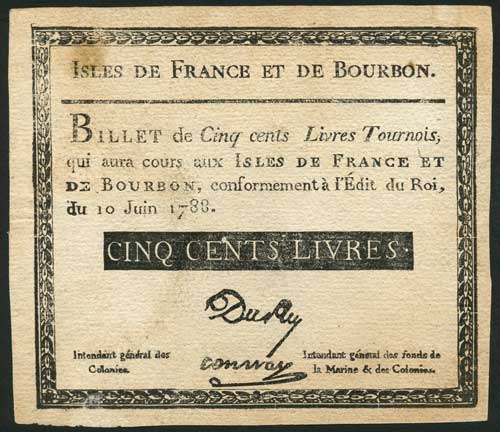 ISLES DE FRANCE ET DE BOURBON.
BILLET de Cinq cents Livres Tournois,
qui aura cours aux ISLES DE FRANCE ET
DE BOURBON, conformement à l'Édit du Roi,
du 10 Juin 1788.
CINQ CENTS LIVRES.
Intendant général des
Colonies.
conway
Intendant général des fonds de
la Marine & des Colonies.